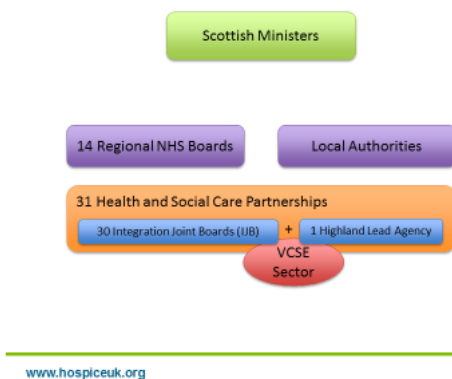 Scottish Ministers
14 Regional NHS Boards
Local Authorities
31 Health and Social Care Partnerships
30 Integration Joint Boards (IJB)
+
1 Highland Lead Agency
VCSE
Sector
www.hospiceuk.org